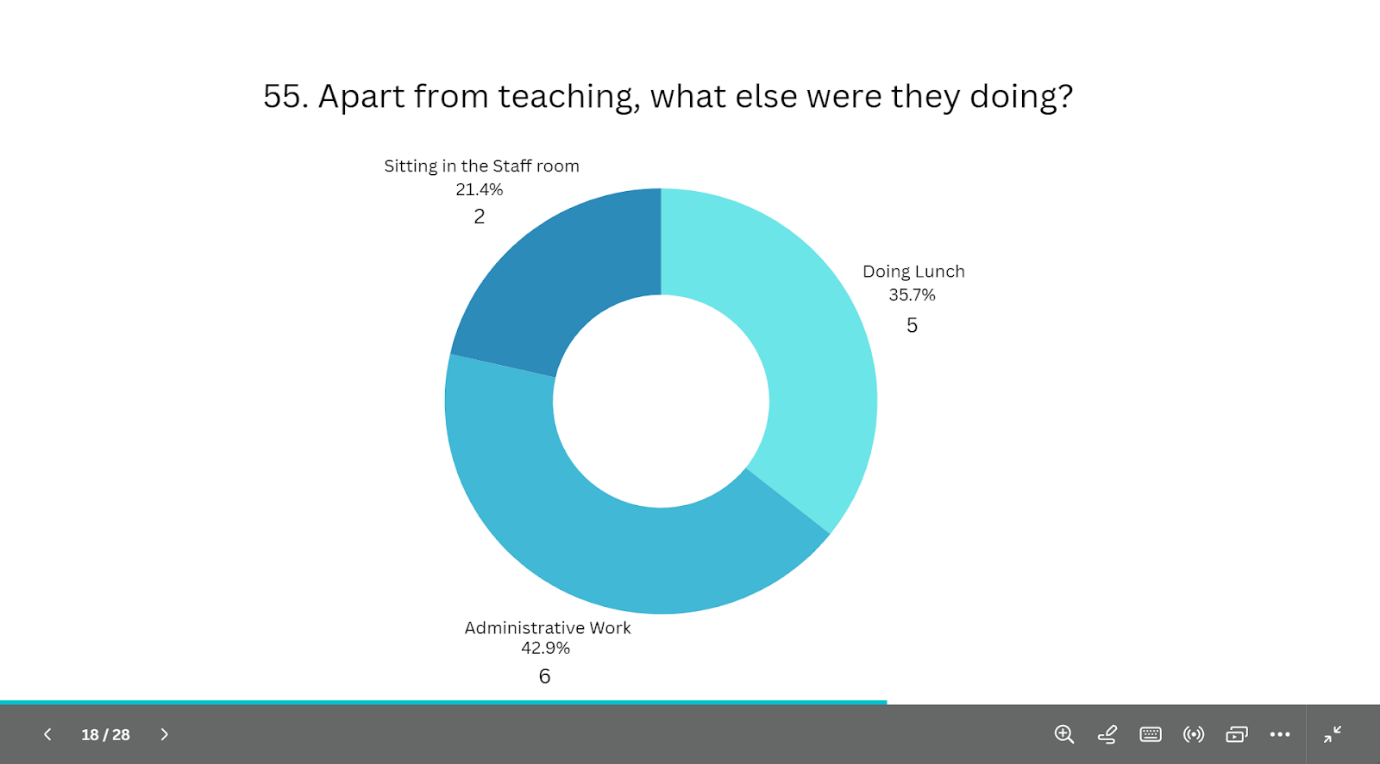 55. Apart from teaching, what else were they doing?
Sitting in the Staff room
21.4%
2
Doing Lunch
35.7%
5
Administrative Work
42.9%
6
18 / 28